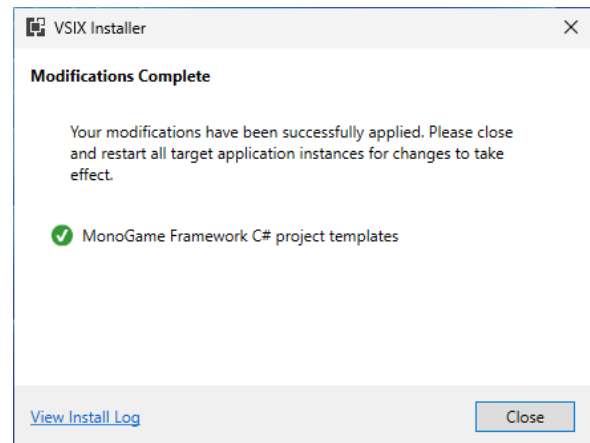 VSIX Installer
Modifications Complete
Your modifications have been successfully applied. Please close
and restart all target application instances for changes to take
effect.
MonoGame Framework C# project templates
View Install Log
Close